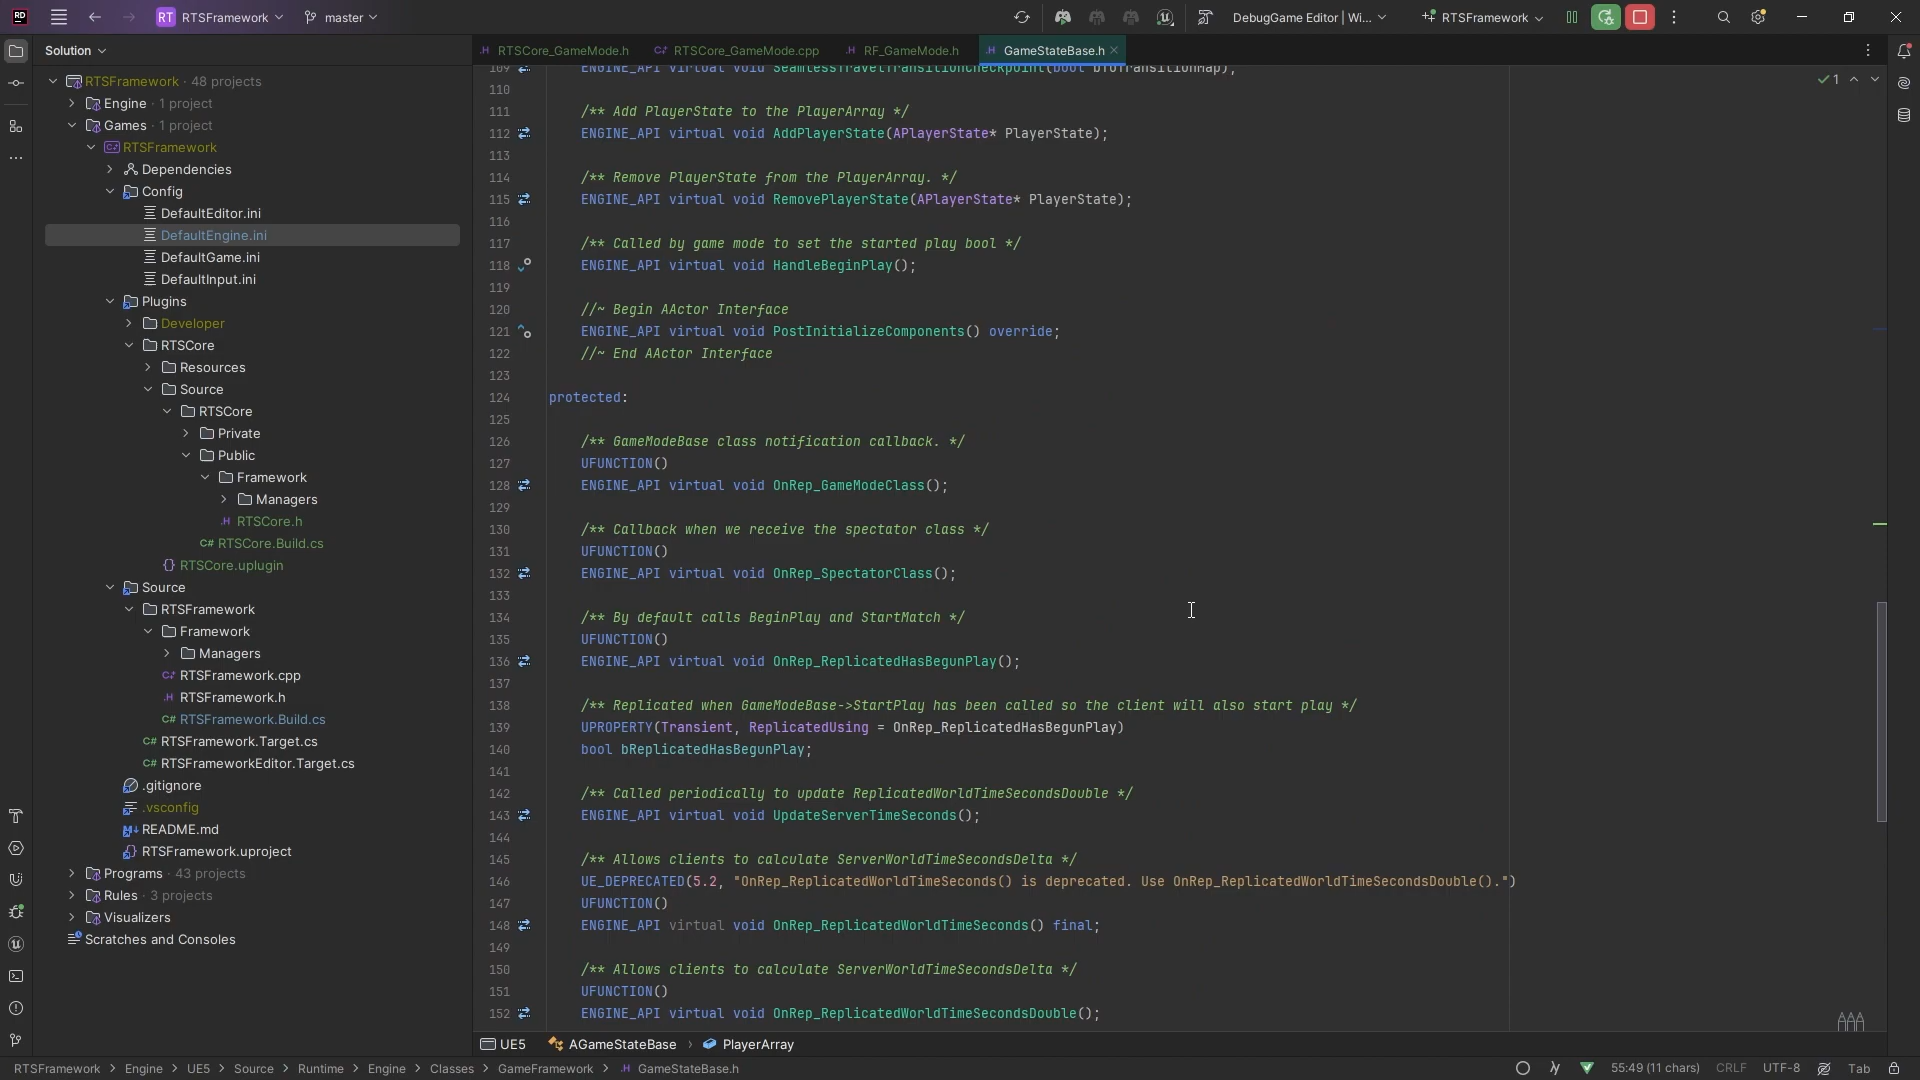 RD
RT RTSFramework
master
DebugGame Editor | Wi...
RTSFramework
Solution
RTSCore_GameMode.h
RTSCore_GameMode.cpp
RF_GameMode.h
GameStateBase.h
RTSFramework · 48 projects
Engine · 1 project
Games · 1 project
RTSFramework
Dependencies
Config
DefaultEditor.ini
DefaultEngine.ini
DefaultGame.ini
DefaultInput.ini
Plugins
Developer
RTSCore
Resources
Source
RTSCore
Private
Public
Framework
Managers
RTSCore.h
RTSCore.Build.cs
RTSCore.uplugin
Source
RTSFramework
Framework
Managers
RTSFramework.cpp
RTSFramework.h
RTSFramework.Build.cs
RTSFramework.Target.cs
RTSFrameworkEditor.Target.cs
.gitignore
.vsconfig
README.md
RTSFramework.uproject
Programs · 43 projects
Rules · 3 projects
Visualizers
Scratches and Consoles
109 ENGINE_API virtual void SeamlessTravelTransitionCheckpoint(bool bToTransitionMap);
1
110
111 /** Add PlayerState to the PlayerArray */
112 ENGINE_API virtual void AddPlayerState(APlayerState* PlayerState);
113
114 /** Remove PlayerState from the PlayerArray. */
115 ENGINE_API virtual void RemovePlayerState(APlayerState* PlayerState);
116
117 /** Called by game mode to set the started play bool */
118 ENGINE_API virtual void HandleBeginPlay();
119
120 //~ Begin AActor Interface
121 ENGINE_API virtual void PostInitializeComponents() override;
122 //~ End AActor Interface
123
124 protected:
125
126 /** GameModeBase class notification callback. */
127 UFUNCTION()
128 ENGINE_API virtual void OnRep_GameModeClass();
129
130 /** Callback when we receive the spectator class */
131 UFUNCTION()
132 ENGINE_API virtual void OnRep_SpectatorClass();
133
134 /** By default calls BeginPlay and StartMatch */
135 UFUNCTION()
136 ENGINE_API virtual void OnRep_ReplicatedHasBegunPlay();
137
138 /** Replicated when GameModeBase->StartPlay has been called so the client will also start play */
139 UPROPERTY(Transient, ReplicatedUsing = OnRep_ReplicatedHasBegunPlay)
140 bool bReplicatedHasBegunPlay;
141
142 /** Called periodically to update ReplicatedWorldTimeSecondsDouble */
143 ENGINE_API virtual void UpdateServerTimeSeconds();
144
145 /** Allows clients to calculate ServerWorldTimeSecondsDelta */
146 UE_DEPRECATED(5.2, "OnRep_ReplicatedWorldTimeSeconds() is deprecated. Use OnRep_ReplicatedWorldTimeSecondsDouble().")
147 UFUNCTION()
148 ENGINE_API virtual void OnRep_ReplicatedWorldTimeSeconds() final;
149
150 /** Allows clients to calculate ServerWorldTimeSecondsDelta */
151 UFUNCTION()
152 ENGINE_API virtual void OnRep_ReplicatedWorldTimeSecondsDouble();
UE5 AGameStateBase › PlayerArray
RTSFramework › Engine › UE5 › Source › Runtime › Engine › Classes › GameFramework › GameStateBase.h
55:49 (11 chars) CRLF UTF-8 Tab